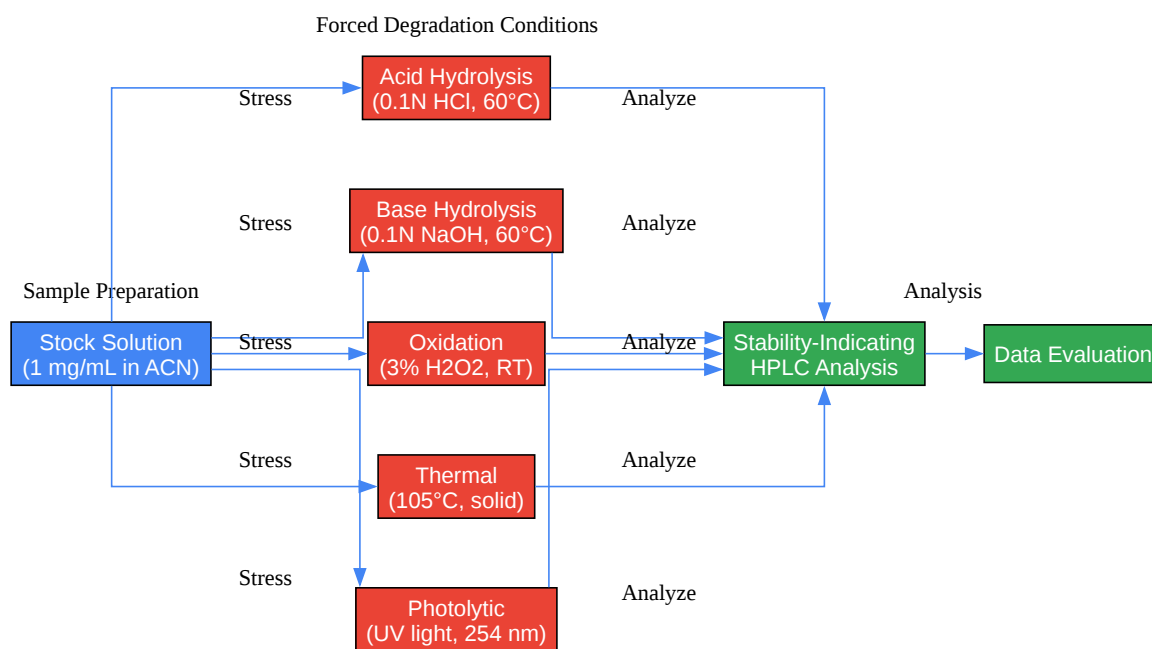 Forced Degradation Conditions
Acid Hydrolysis
(0.1N HCl, 60°C)
Stress
Analyze
Base Hydrolysis
(0.1N NaOH, 60°C)
Stress
Analyze
Sample Preparation
Analysis
Stock Solution
(1 mg/mL in ACN)
Stress
Oxidation
(3% H2O2, RT)
Analyze
Stability-Indicating
HPLC Analysis
Data Evaluation
Stress
Thermal
(105°C, solid)
Analyze
Stress
Photolytic
(UV light, 254 nm)
Analyze